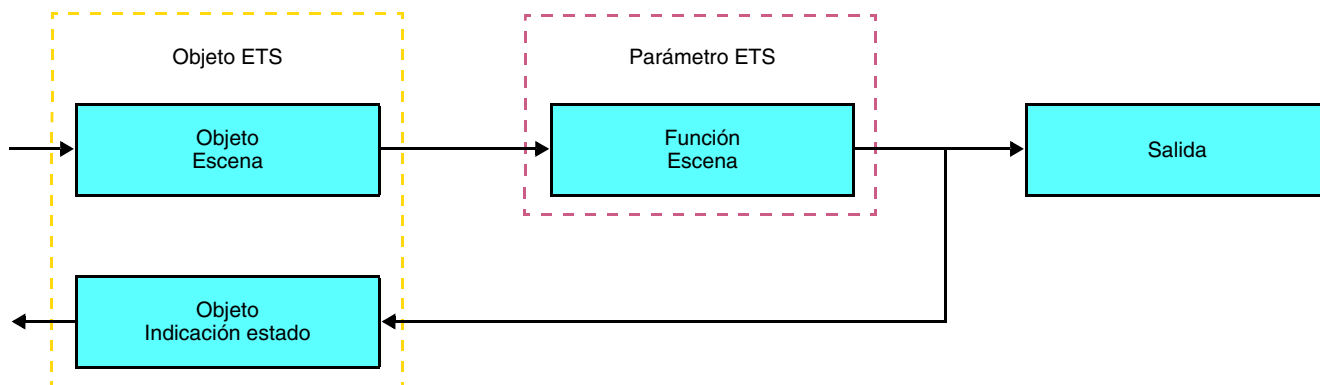 Objeto ETS
Parámetro ETS
Objeto
Escena
Función
Escena
Salida
Objeto
Indicación estado